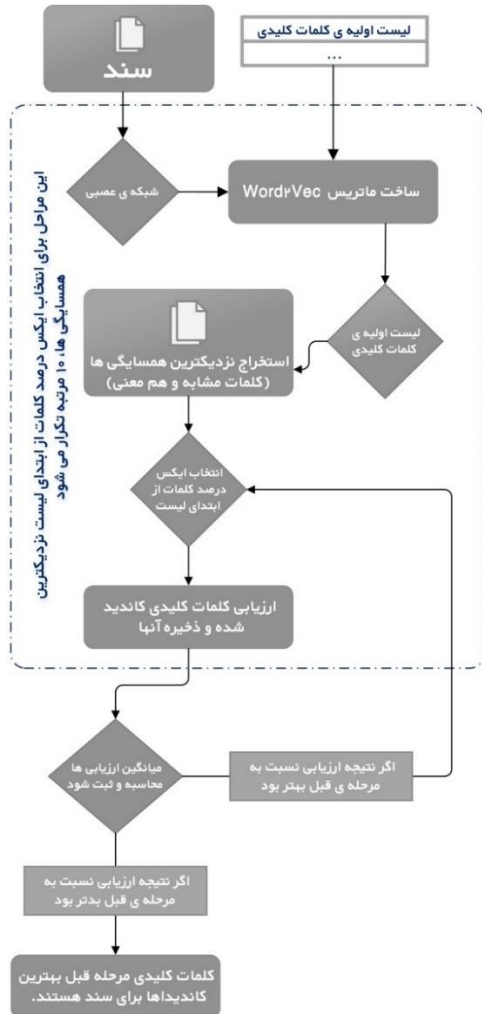 سند
لیست اولیه ی کلمات کلیدی
...
این مراحل برای انتخاب ایکس درصد کلمات از ابتدای لیست نزدیکترین
همسایگی ها، ۱۰ مرتبه تکرار می شود
شبکه ی عصبی
ساخت ماتریس Word۲Vec
لیست اولیه ی
کلمات کلیدی
استخراج نزدیکترین همسایگی ها
(کلمات مشابه و هم معنی)
انتخاب ایکس
درصد کلمات از
ابتدای لیست
ارزیابی کلمات کلیدی کاندید
شده و ذخیره آنها
میانگین ارزیابی ها
محاسبه و ثبت شود
اگر نتیجه ارزیابی نسبت به
مرحله ی قبل بهتر بود
اگر نتیجه ارزیابی نسبت به
مرحله ی قبل بدتر بود
کلمات کلیدی مرحله قبل بهترین
کاندیداها برای سند هستند.